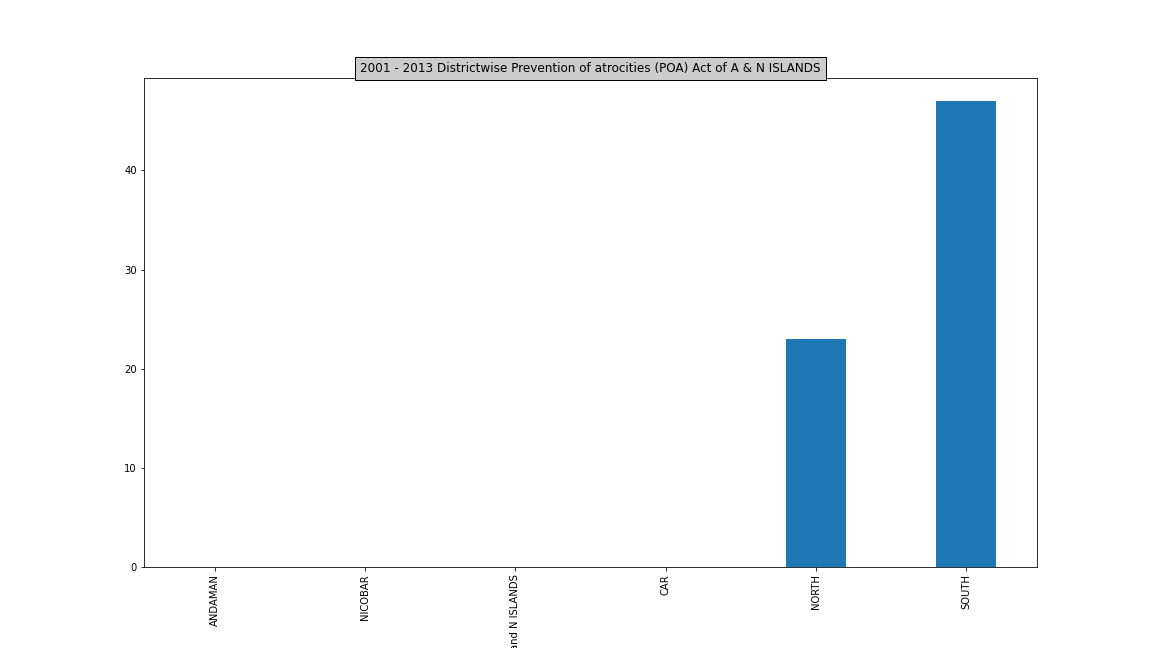 2001 - 2013 Districtwise Prevention of atrocities (POA) Act of A & N ISLANDS
40
30
20
10
0
ANDAMAN
NICOBAR
and N ISLANDS
CAR
NORTH
SOUTH